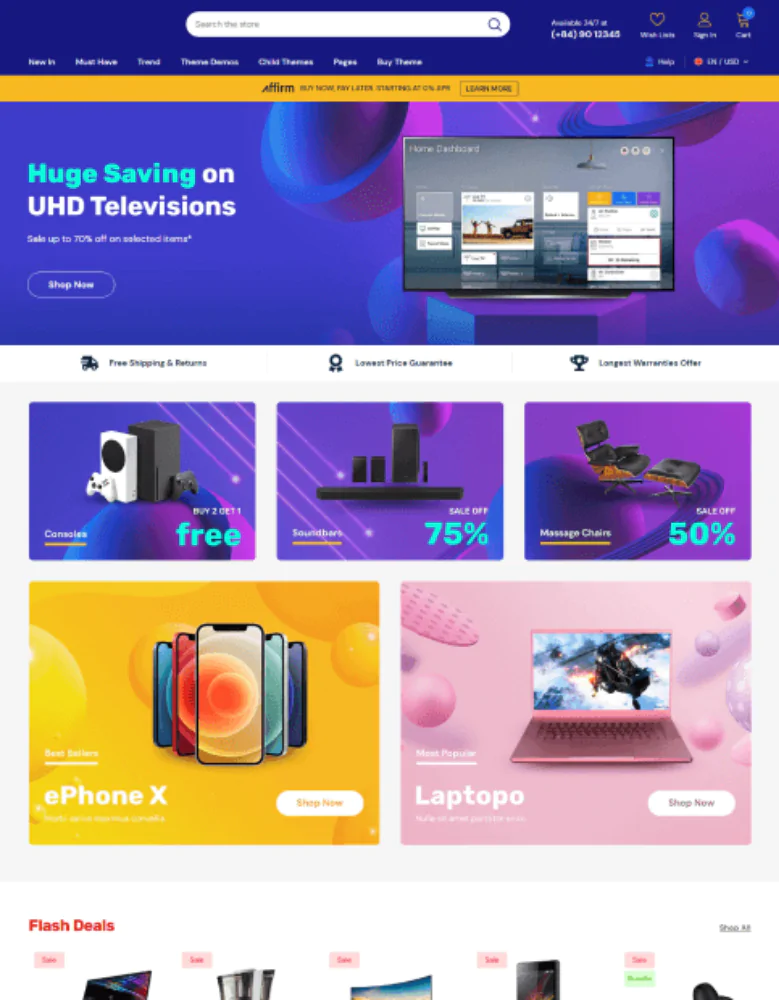 Search the store
Available 24/7 at
(+84) 90 12345
Wish Lists
Sign In
Cart
New In
Must Have
Trend
Theme Demos
Child Themes
Pages
Buy Theme
Help
EN / USD
affirm BUY NOW, PAY LATER, STARTING AT 0% APR
LEARN MORE
Huge Saving on
UHD Televisions
Sale up to 70% off on selected items*
Shop Now
Home Dashboard
Free Shipping & Returns
Lowest Price Guarantee
Longest Warranties Offer
Consoles
BUY 2 GET 1
free
Soundbars
SALE OFF
75%
Massage Chairs
SALE OFF
50%
Best Sellers
ePhone X
Shop Now
Most Popular
Laptopo
Shop Now
Flash Deals
Shop All
Sale
Sale
Sale
Sale
Sale
Bundle